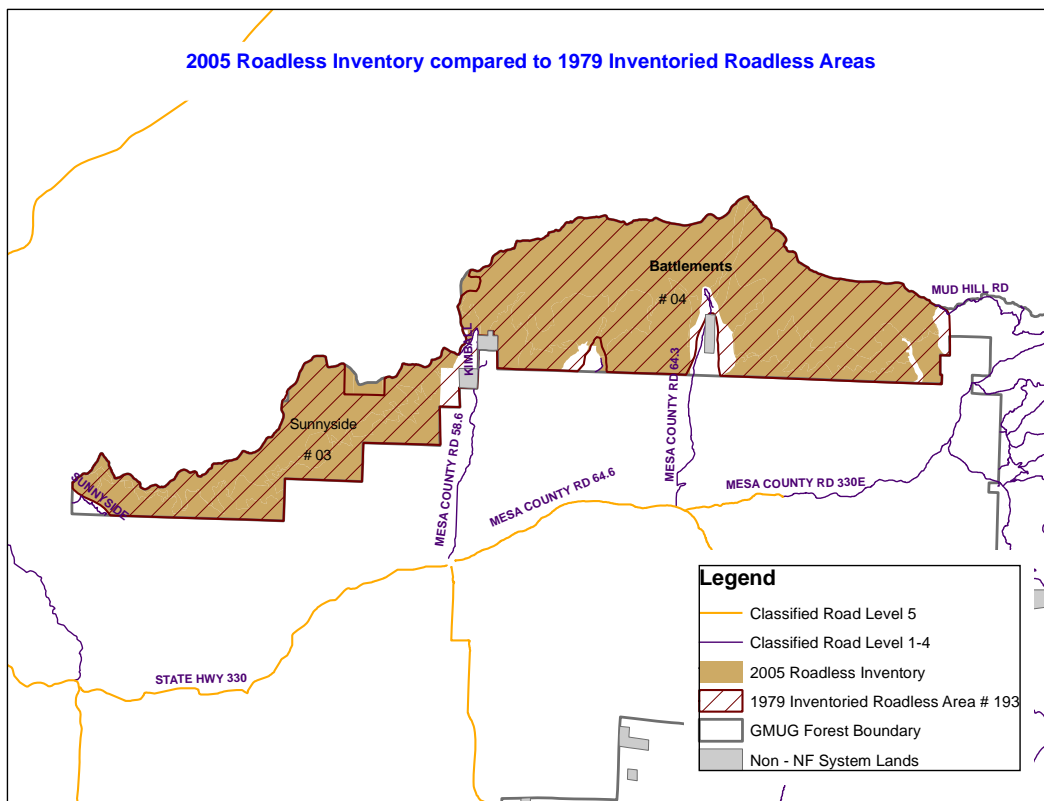 2005 Roadless Inventory compared to 1979 Inventoried Roadless Areas
Battlements
# 04
MUD HILL RD
KIMBALL
Sunnyside
# 03
SUNNYSIDE
MESA COUNTY RD 58.6
MESA COUNTY RD 64.3
MESA COUNTY RD 64.6
MESA COUNTY RD 330E
STATE HWY 330
Legend
Classified Road Level 5
Classified Road Level 1-4
2005 Roadless Inventory
1979 Inventoried Roadless Area # 193
GMUG Forest Boundary
Non - NF System Lands